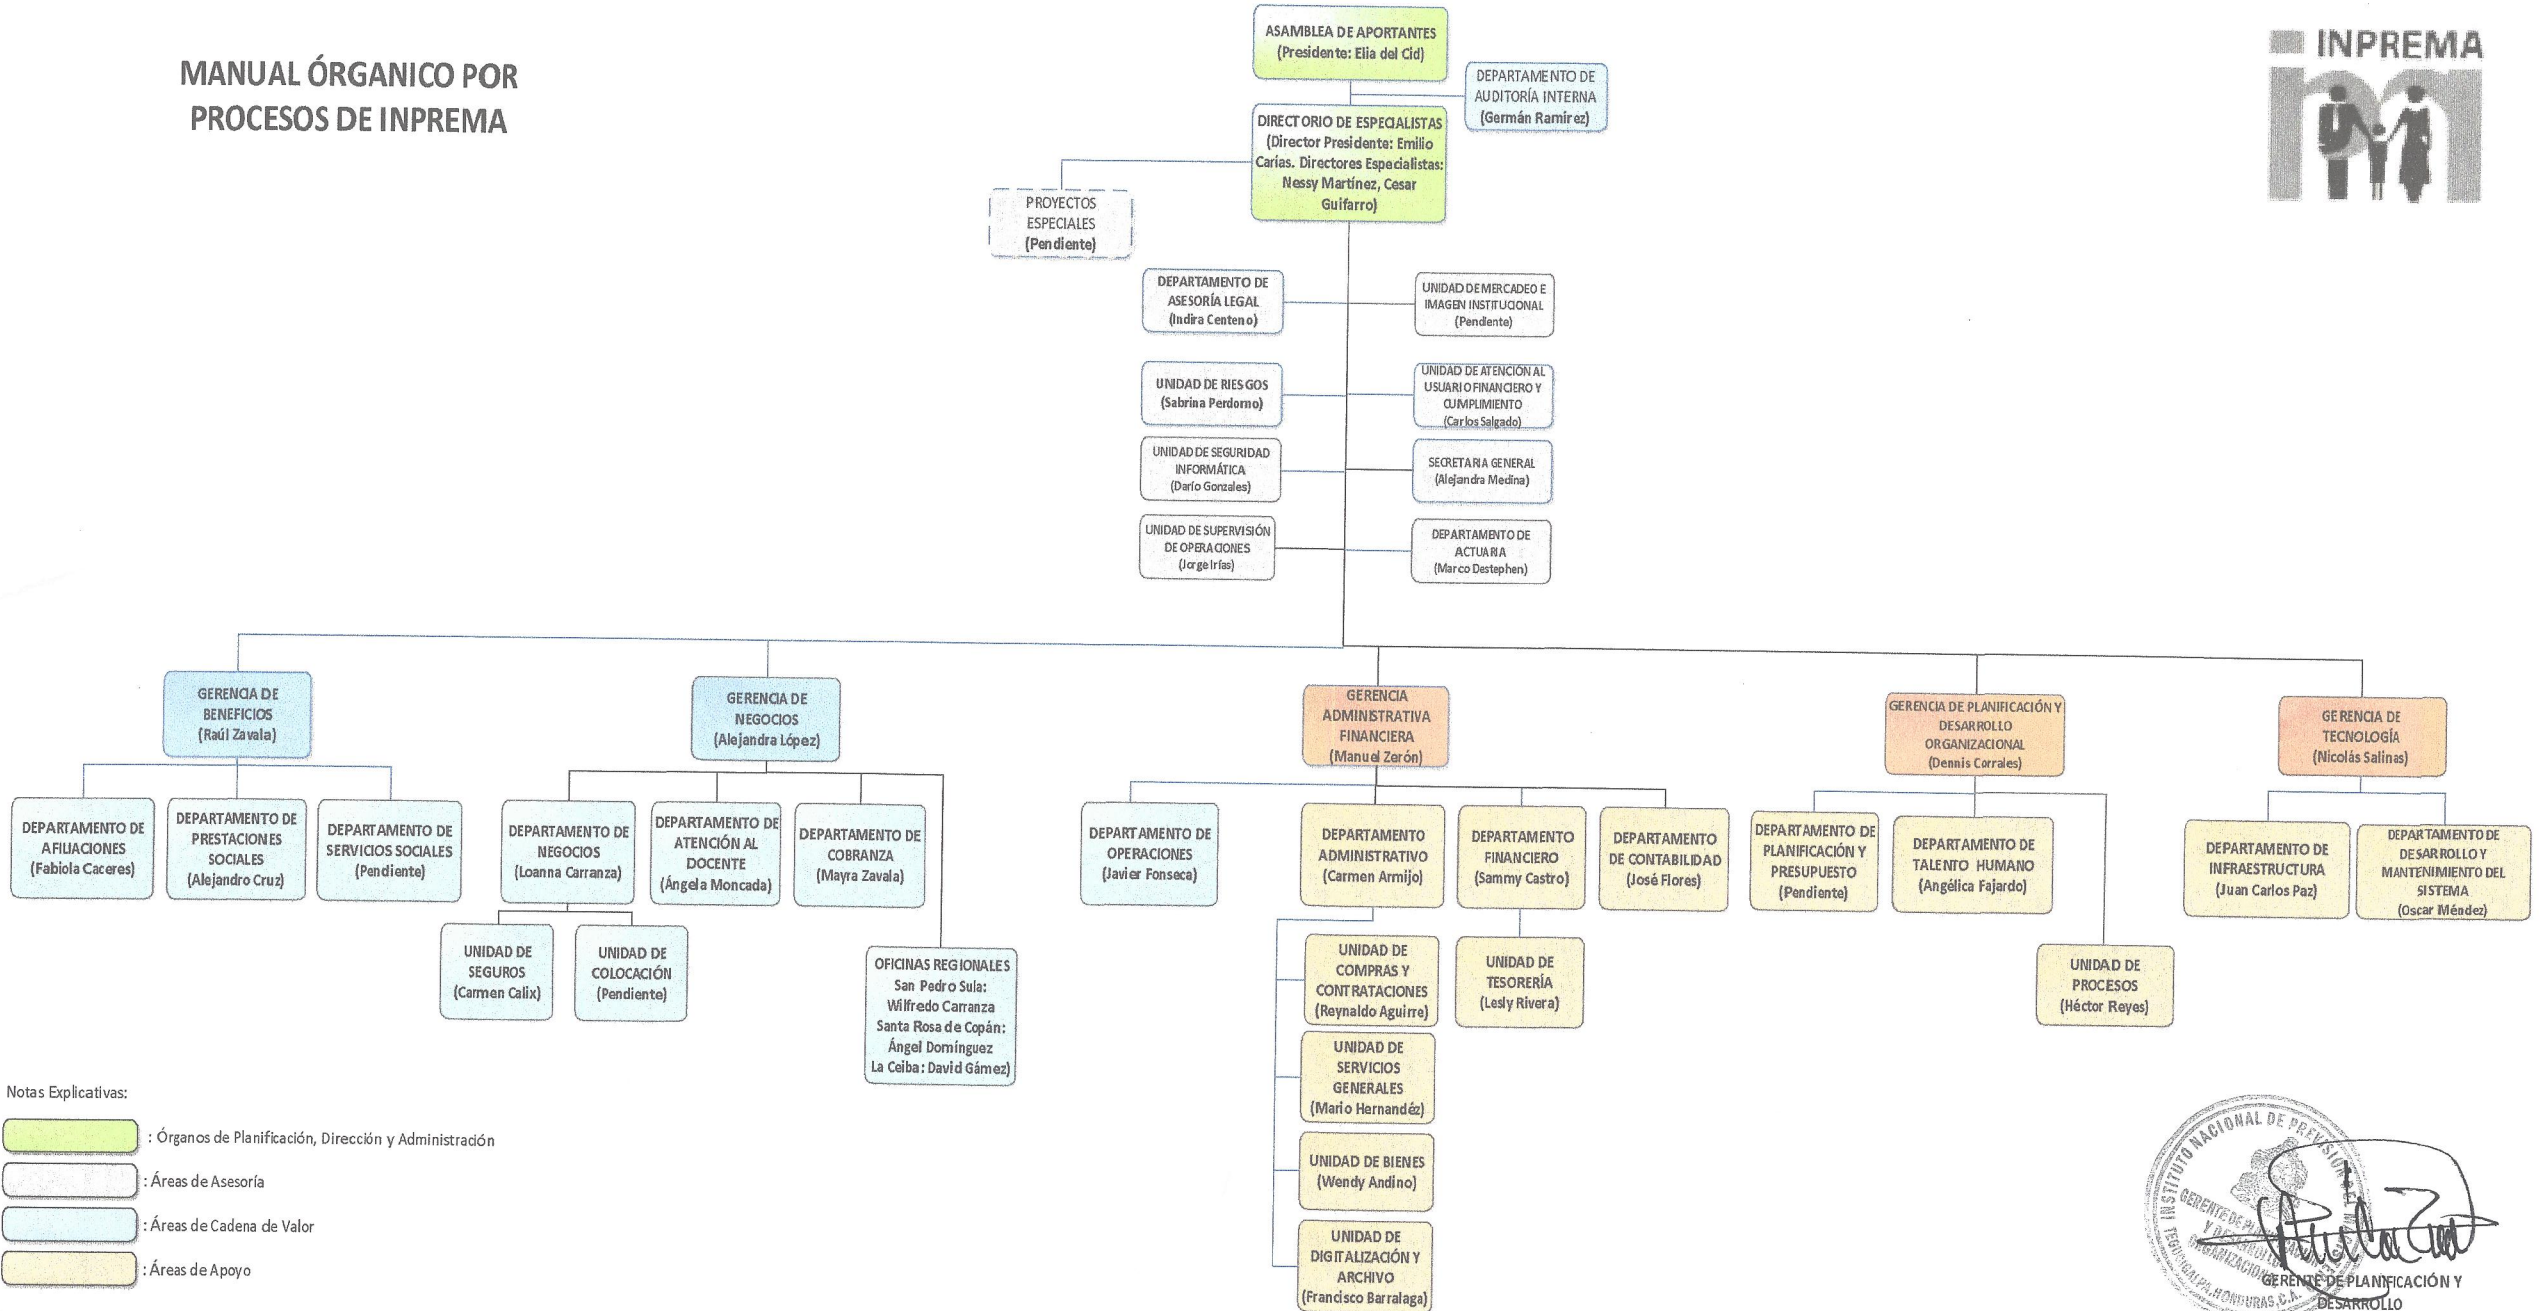 MANUAL ÓRGANICO POR
PROCESOS DE INPREMA
INPREMA
ASAMBLEA DE APORTANTES
(Presidente: Elia del Cid)
DEPARTAMENTO DE
AUDITORÍA INTERNA
(Germán Ramirez)
DIRECTORIO DE ESPECIALISTAS
(Director Presidente: Emilio
Carías. Directores Especialistas:
Nessy Martínez, Cesar
Guifarro)
PROYECTOS
ESPECIALES
(Pendiente)
DEPARTAMENTO DE
ASESORÍA LEGAL
(Indira Centeno)
UNIDAD DE MERCADEO E
IMAGEN INSTITUCIONAL
(Pendiente)
UNIDAD DE RIESGOS
(Sabrina Perdomo)
UNIDAD DE ATENCIÓN AL
USUARIO FINANCIERO Y
CUMPLIMIENTO
(Carlos Salgado)
UNIDAD DE SEGURIDAD
INFORMÁTICA
(Darío Gonzales)
SECRETARIA GENERAL
(Alejandra Medina)
UNIDAD DE SUPERVISIÓN
DE OPERACIONES
(Jorge Irías)
DEPARTAMENTO DE
ACTUARIA
(Marco Destephen)
GERENCIA DE
BENEFICIOS
(Raúl Zavala)
GERENCIA DE
NEGOCIOS
(Alejandra López)
GERENCIA
ADMINISTRATIVA
FINANCIERA
(Manuel Zerón)
GERENCIA DE PLANIFICACIÓN Y
DESARROLLO
ORGANIZACIONAL
(Dennis Corrales)
GERENCIA DE
TECNOLOGÍA
(Nicolás Salinas)
DEPARTAMENTO DE
AFILIACIONES
(Fabiola Caceres)
DEPARTAMENTO DE
PRESTACIONES
SOCIALES
(Alejandro Cruz)
DEPARTAMENTO DE
SERVICIOS SOCIALES
(Pendiente)
DEPARTAMENTO DE
NEGOCIOS
(Loanna Carranza)
DEPARTAMENTO DE
ATENCIÓN AL
DOCENTE
(Ángela Moncada)
DEPARTAMENTO DE
COBRANZA
(Mayra Zavala)
DEPARTAMENTO DE
OPERACIONES
(Javier Fonseca)
DEPARTAMENTO
ADMINISTRATIVO
(Carmen Armijo)
DEPARTAMENTO
FINANCIERO
(Sammy Castro)
DEPARTAMENTO
DE CONTABILIDAD
(José Flores)
DEPARTAMENTO DE
PLANIFICACIÓN Y
PRESUPUESTO
(Pendiente)
DEPARTAMENTO DE
TALENTO HUMANO
(Angélica Fajardo)
DEPARTAMENTO DE
INFRAESTRUCTURA
(Juan Carlos Paz)
DEPARTAMENTO DE
DESARROLLO Y
MANTENIMIENTO DEL
SISTEMA
(Oscar Méndez)
UNIDAD DE
SEGUROS
(Carmen Calix)
UNIDAD DE
COLOCACIÓN
(Pendiente)
OFICINAS REGIONALES
San Pedro Sula:
Wilfredo Carranza
Santa Rosa de Copán:
Ángel Domínguez
La Ceiba: David Gámez)
UNIDAD DE
COMPRAS Y
CONTRATACIONES
(Reynaldo Aguirre)
UNIDAD DE
TESORERÍA
(Lesly Rivera)
UNIDAD DE
PROCESOS
(Héctor Reyes)
UNIDAD DE
SERVICIOS
GENERALES
(Mario Hernandéz)
UNIDAD DE BIENES
(Wendy Andino)
UNIDAD DE
DIGITALIZACIÓN Y
ARCHIVO
(Francisco Barralaga)
Notas Explicativas:
: Órganos de Planificación, Dirección y Administración
: Áreas de Asesoría
: Áreas de Cadena de Valor
: Áreas de Apoyo
INSTITUTO NACIONAL DE PREVISION DEL
GERENTE DE
Y DESARROLLO
ORGANIZACIONAL
TEGUCIGALPA, HONDURAS, C.A.
GERENTE DE PLANIFICACIÓN Y
DESARROLLO